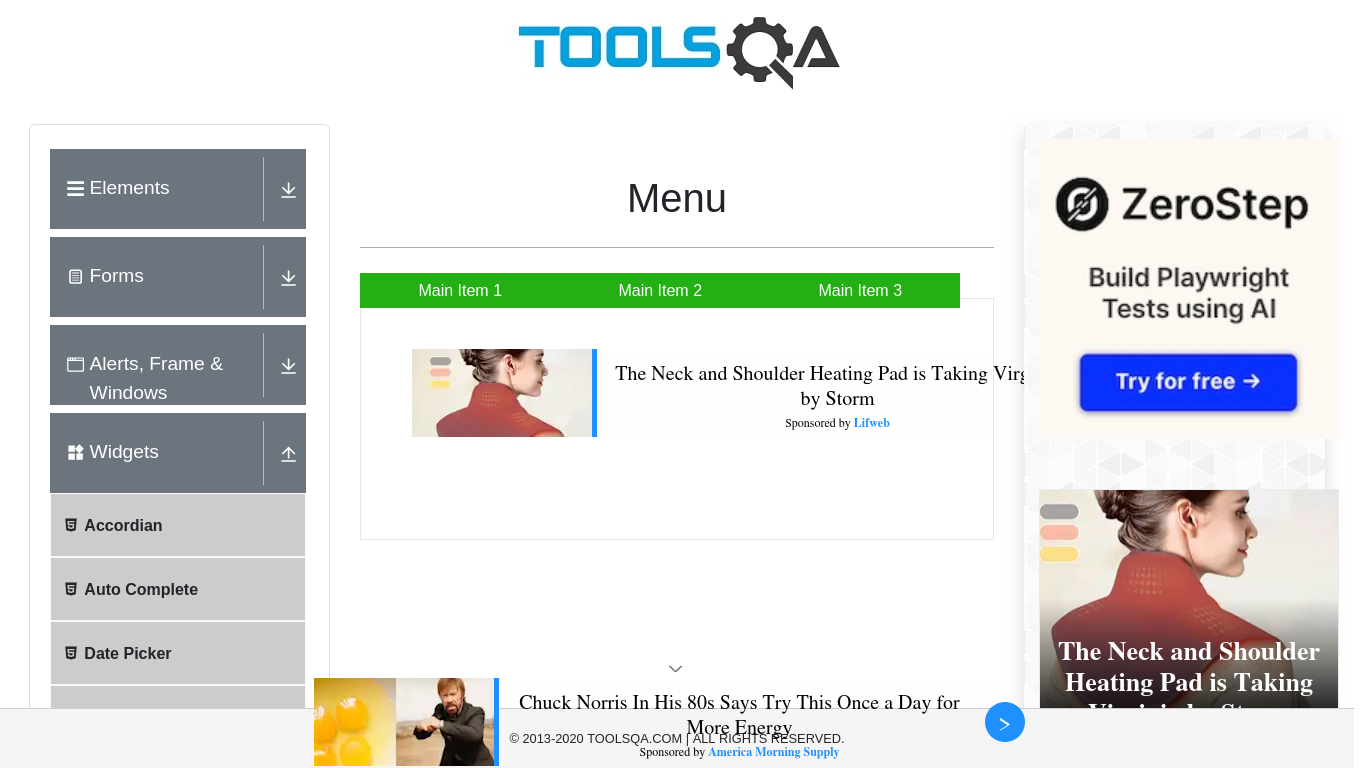 TOOLSQA
Elements
Forms
Alerts, Frame &
Windows
Widgets
Accordian
Auto Complete
Date Picker
Menu
Main Item 1
Main Item 2
Main Item 3
The Neck and Shoulder Heating Pad is Taking
by Storm
Sponsored by Lifweb
ZeroStep
Build Playwright
Tests using AI
Try for free →
The Neck and Shoulder
Heating Pad is Taking
Chuck Norris In His 80s Says Try This Once a Day for
More Energy
© 2013-2020 TOOLSQA.COM | ALL RIGHTS RESERVED.
Sponsored by America Morning Supply